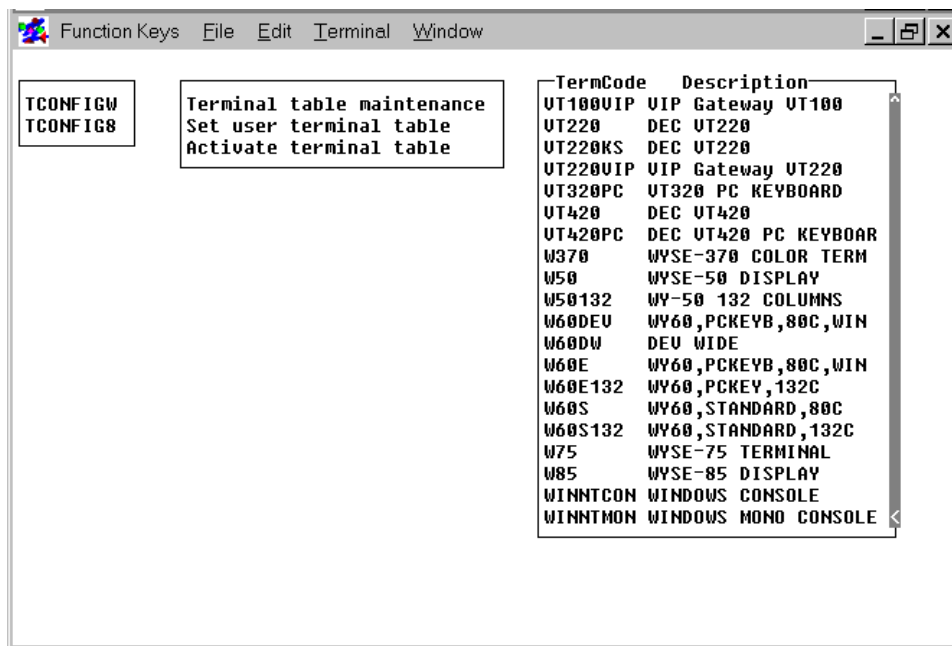 Function Keys File Edit Terminal Window
TCONFIGW
TCONFIG8
Terminal table maintenance
Set user terminal table
Activate terminal table
TermCode Description
VT100VIP VIP Gateway VT100
VT220 DEC VT220
VT220KS DEC VT220
VT220VIP VIP Gateway VT220
VT320PC VT320 PC KEYBOARD
VT420 DEC VT420
VT420PC DEC VT420 PC KEYBOAR
W370 WYSE-370 COLOR TERM
W50 WYSE-50 DISPLAY
W50132 WY-50 132 COLUMNS
W60DEV WY60,PCKEYB,80C,WIN
W60DW DEV WIDE
W60E WY60,PCKEYB,80C,WIN
W60E132 WY60,PCKEY,132C
W60S WY60,STANDARD,80C
W60S132 WY60,STANDARD,132C
W75 WYSE-75 TERMINAL
W85 WYSE-85 DISPLAY
WINNTCON WINDOWS CONSOLE
WINNTMON WINDOWS MONO CONSOLE